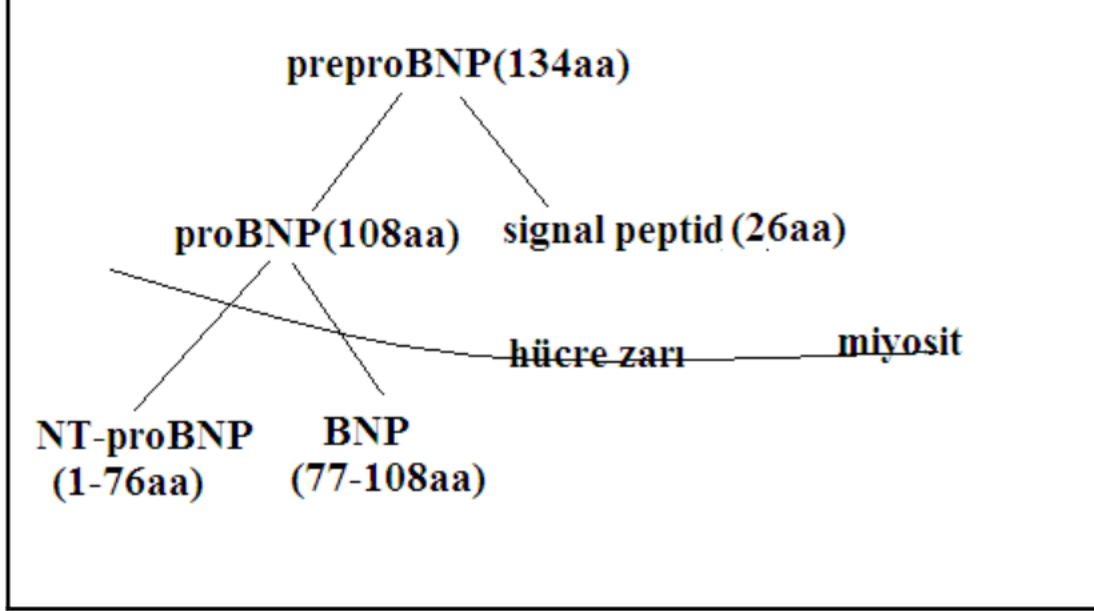 preproBNP(134aa)
proBNP(108aa) signal peptid (26aa)
hücre zarı miyosit
NT-proBNP BNP
(1-76aa) (77-108aa)